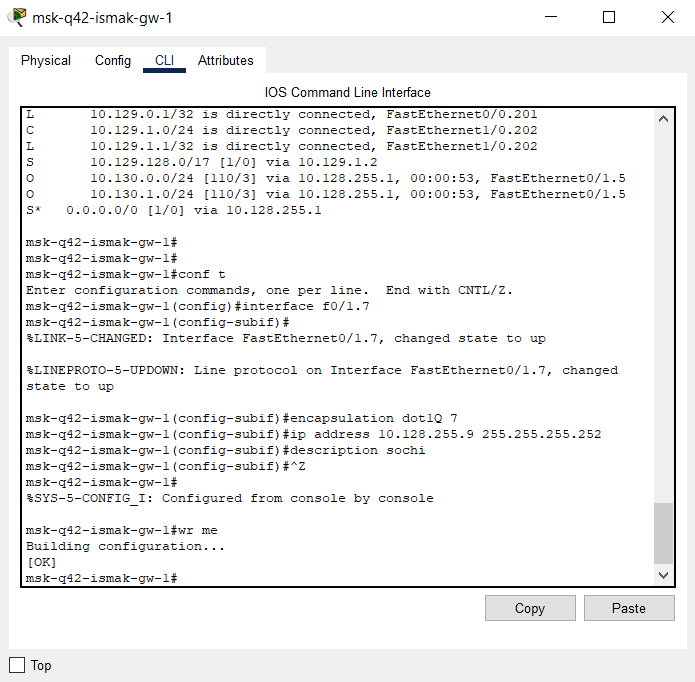 msk-q42-ismak-gw-1
Physical Config CLI Attributes
IOS Command Line Interface
L 10.129.0.1/32 is directly connected, FastEthernet0/0.201
C 10.129.1.0/24 is directly connected, FastEthernet1/0.202
L 10.129.1.1/32 is directly connected, FastEthernet1/0.202
S 10.129.128.0/17 [1/0] via 10.129.1.2
O 10.130.0.0/24 [110/3] via 10.128.255.1, 00:00:53, FastEthernet0/1.5
O 10.130.1.0/24 [110/3] via 10.128.255.1, 00:00:53, FastEthernet0/1.5
S* 0.0.0.0/0 [1/0] via 10.128.255.1
msk-q42-ismak-gw-1#
msk-q42-ismak-gw-1#
msk-q42-ismak-gw-1#conf t
Enter configuration commands, one per line. End with CNTL/Z.
msk-q42-ismak-gw-1(config)#interface f0/1.7
msk-q42-ismak-gw-1(config-subif)#
%LINK-5-CHANGED: Interface FastEthernet0/1.7, changed state to up
%LINEPROTO-5-UPDOWN: Line protocol on Interface FastEthernet0/1.7, changed
state to up
msk-q42-ismak-gw-1(config-subif)#encapsulation dot1Q 7
msk-q42-ismak-gw-1(config-subif)#ip address 10.128.255.9 255.255.255.252
msk-q42-ismak-gw-1(config-subif)#description sochi
msk-q42-ismak-gw-1(config-subif)#^Z
msk-q42-ismak-gw-1#
%SYS-5-CONFIG_I: Configured from console by console
msk-q42-ismak-gw-1#wr me
Building configuration...
[OK]
msk-q42-ismak-gw-1#
Copy Paste
Top